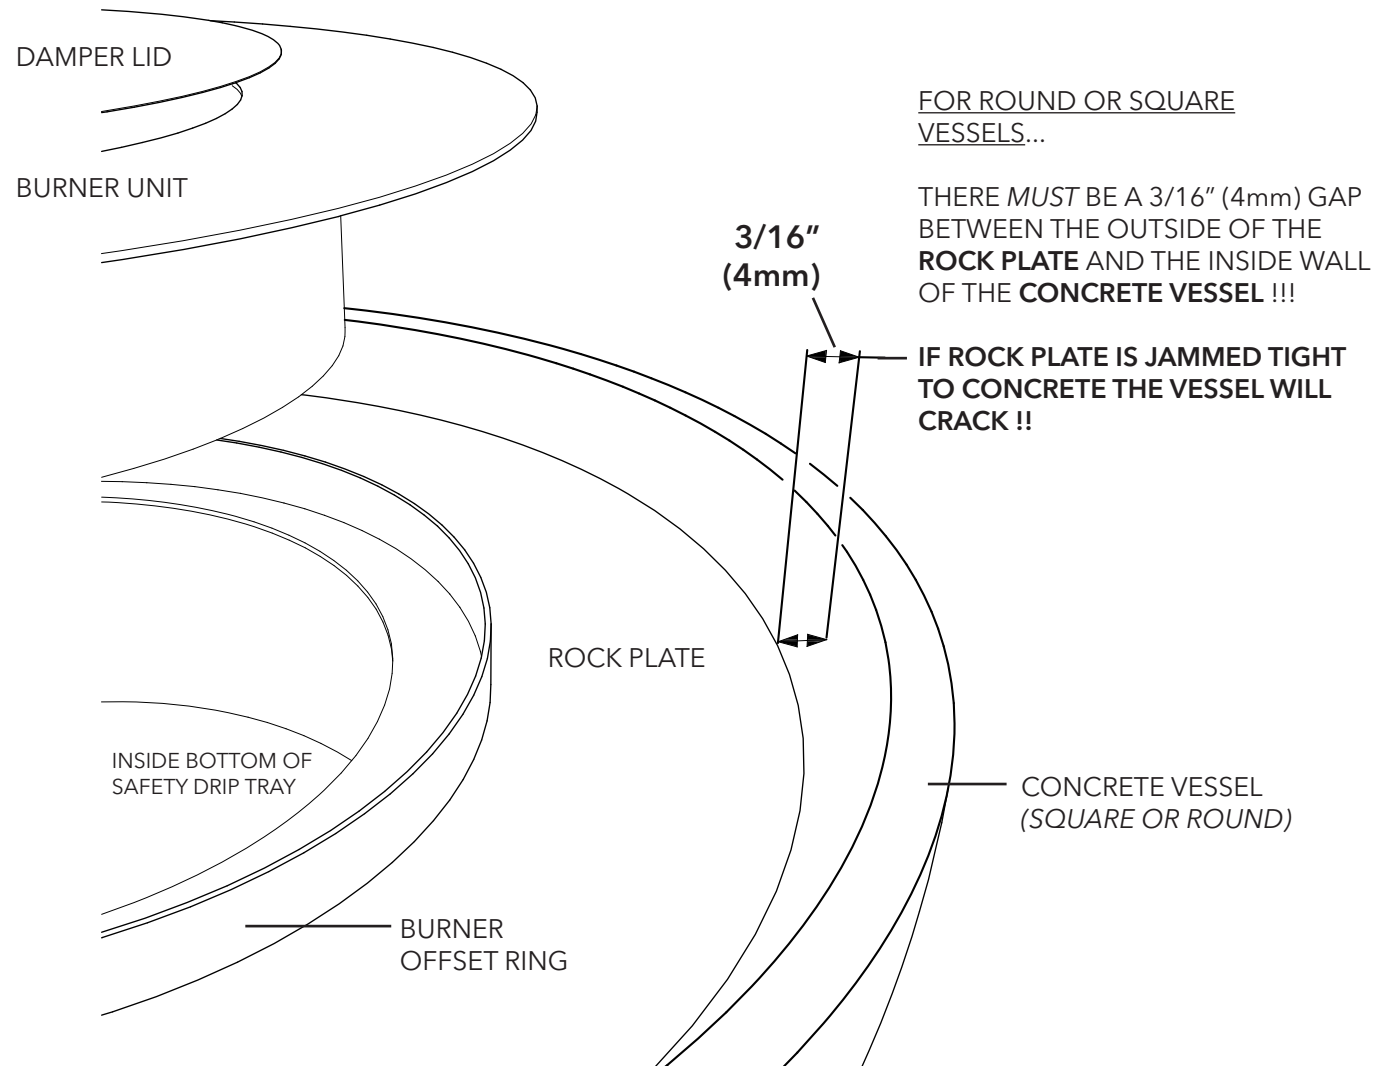 DAMPER LID
BURNER UNIT
FOR ROUND OR SQUARE
VESSELS...
THERE MUST BE A 3/16” (4mm) GAP
BETWEEN THE OUTSIDE OF THE
ROCK PLATE AND THE INSIDE WALL
OF THE CONCRETE VESSEL !!!
3/16”
(4mm)
IF ROCK PLATE IS JAMMED TIGHT
TO CONCRETE THE VESSEL WILL
CRACK !!
ROCK PLATE
INSIDE BOTTOM OF
SAFETY DRIP TRAY
CONCRETE VESSEL
(SQUARE OR ROUND)
BURNER
OFFSET RING